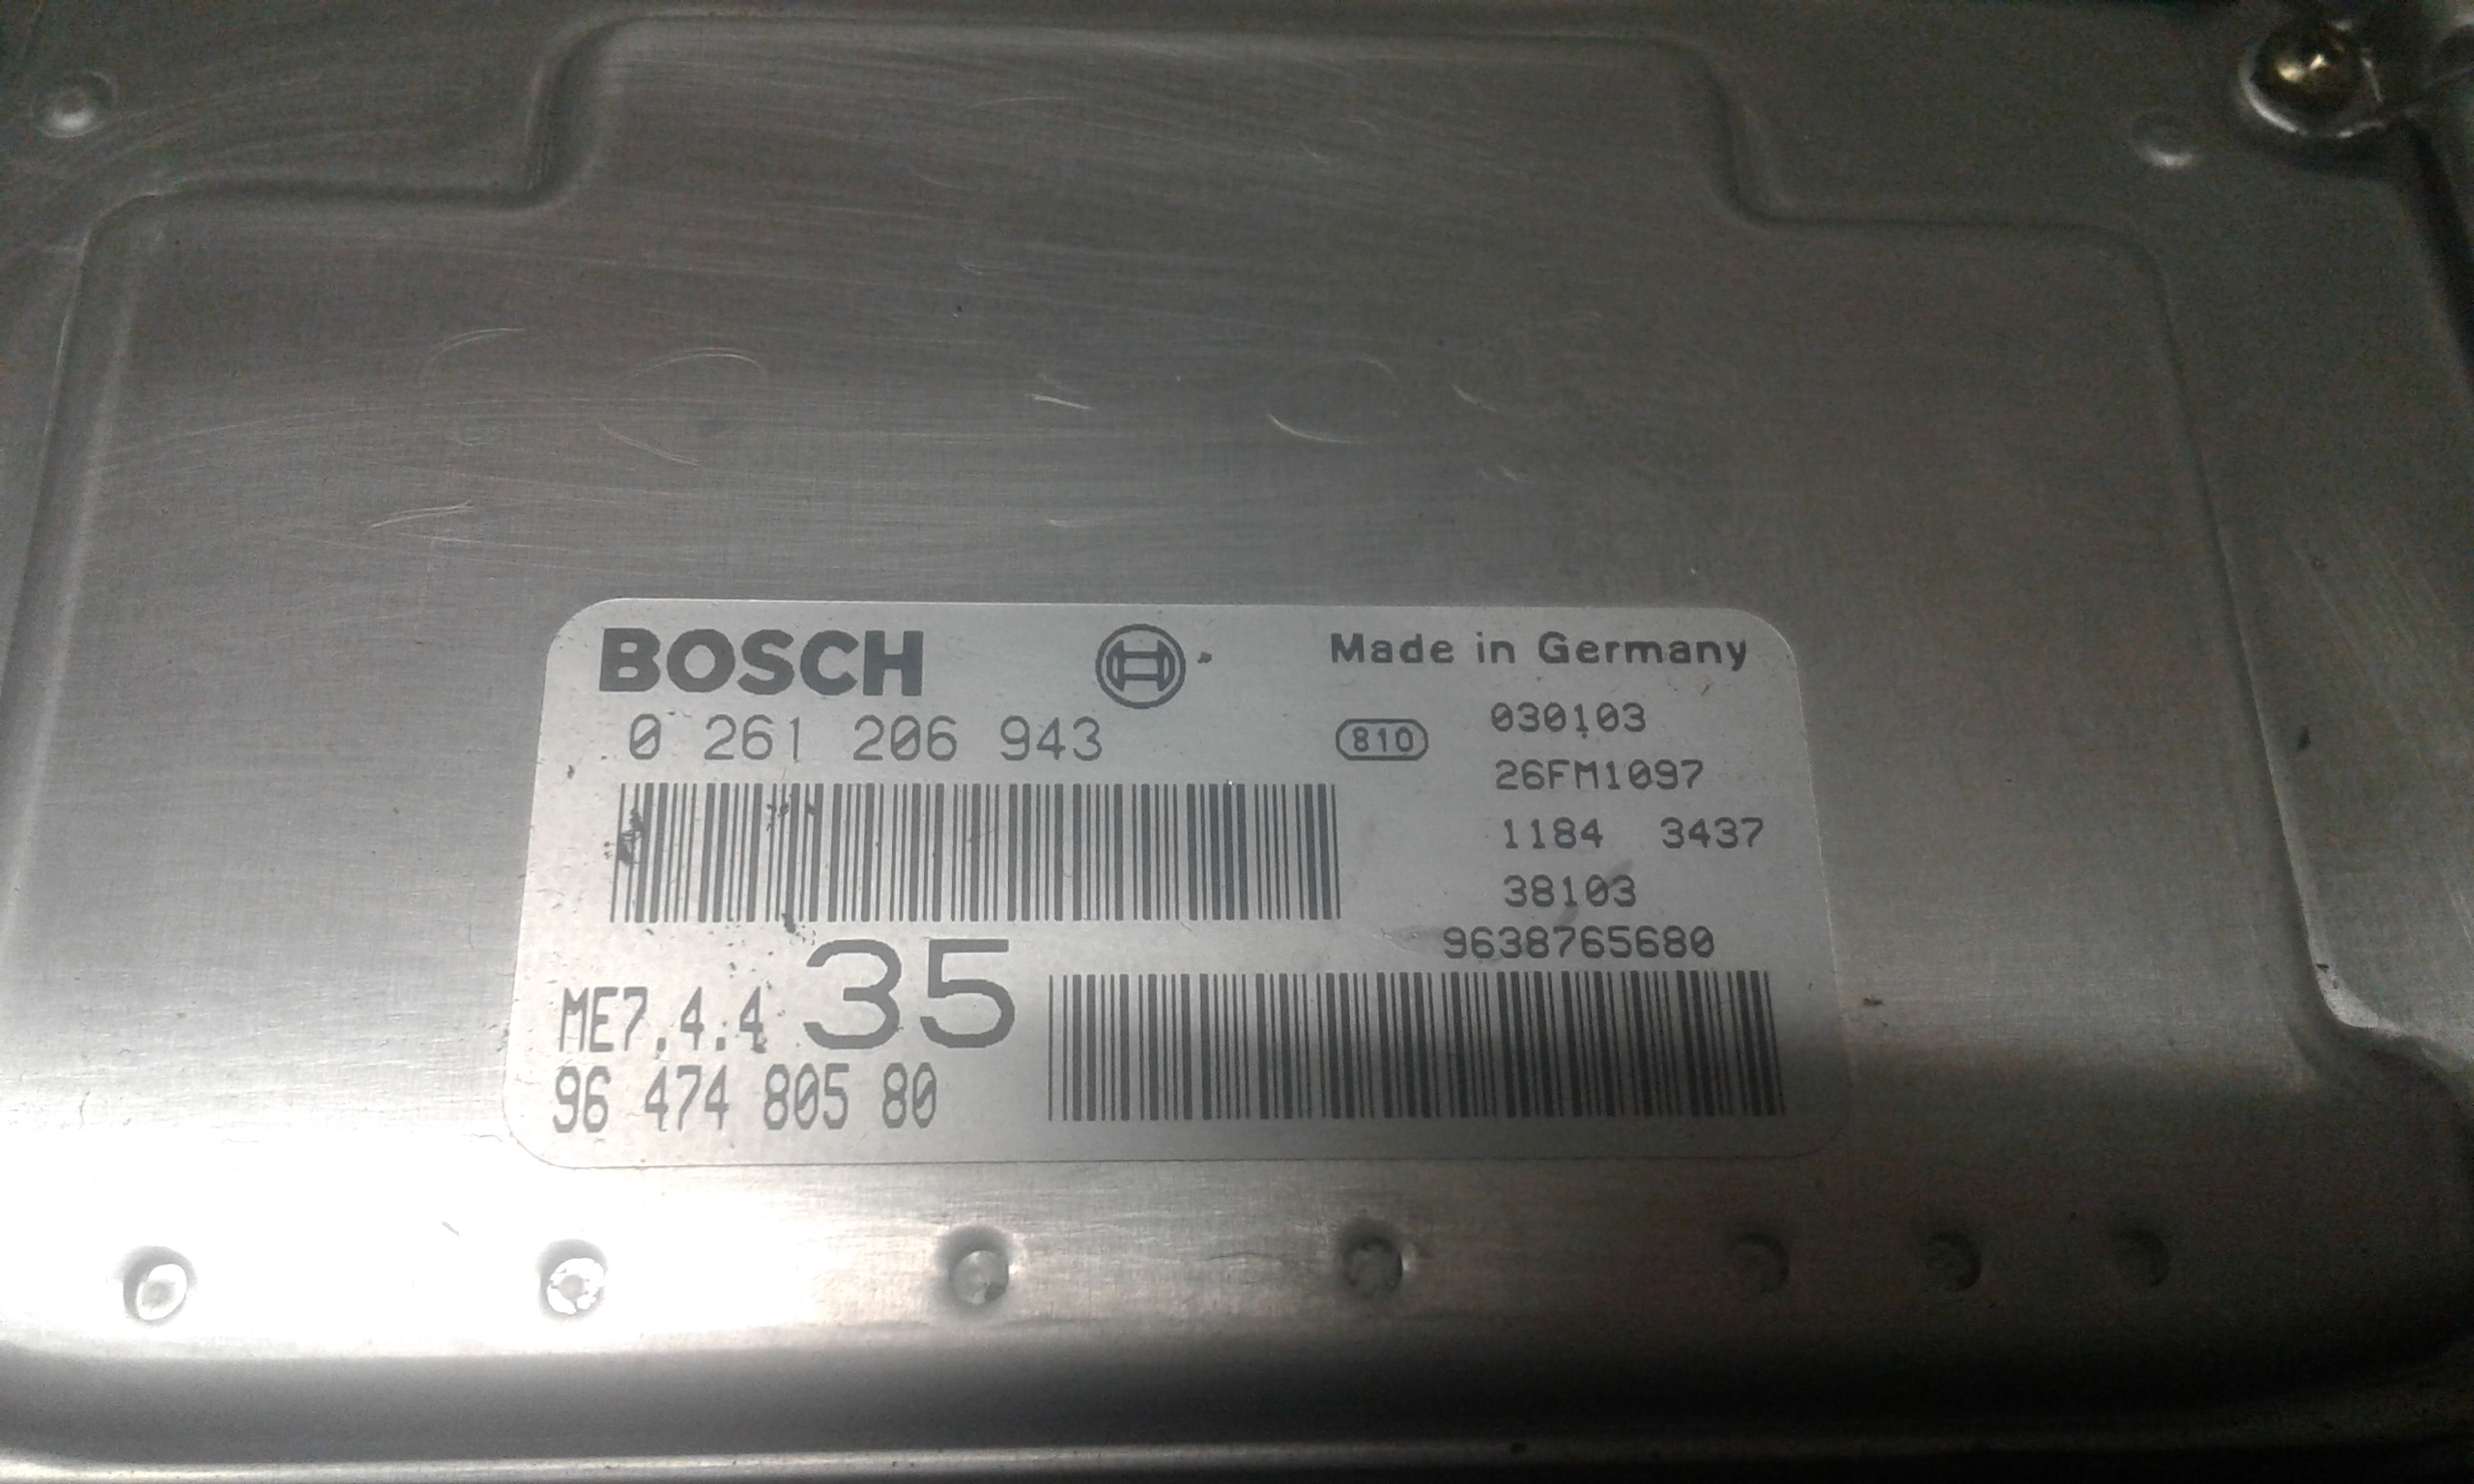 BOSCH
Made in Germany
0 261 206 943
810
030103
26FM1097
1184 3437
38103
9638765680
ME7.4.4 35
96 474 805 80